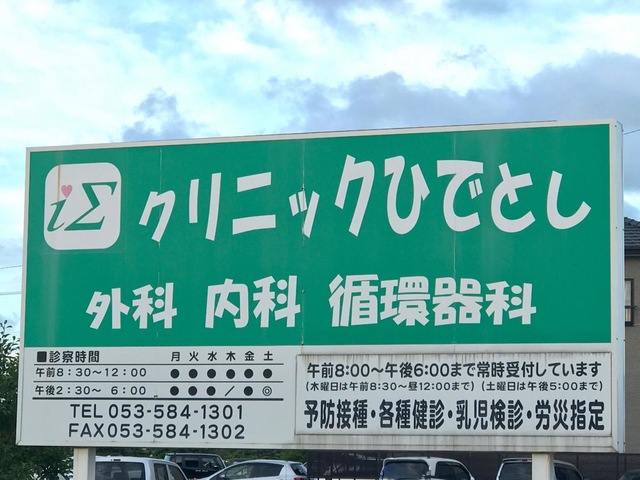 iΣ クリニックひでとし
外科 内科 循環器科
■診察時間 月 火 水 木 金 土
午前8:30〜12:00 ● ● ● ● ● ●
午後2:30〜 6:00 ● ● ● / ● ◎
TEL 053-584-1301
FAX 053-584-1302
午前8:00〜午後6:00まで常時受付しています
(木曜日は午前8:30〜昼12:00まで)(土曜日は午後5:00まで)
予防接種・各種健診・乳児検診・労災指定